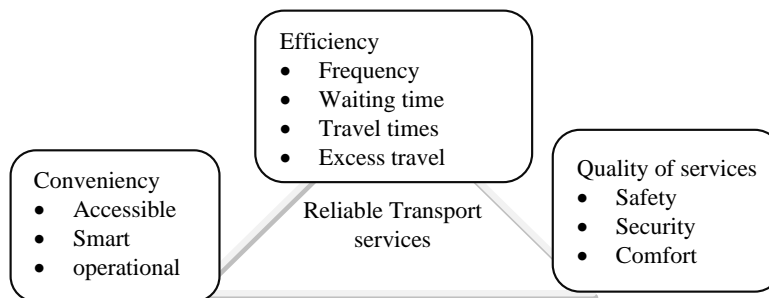 Efficiency
• Frequency
• Waiting time
• Travel times
• Excess travel
Conveniency
• Accessible
• Smart
• operational
Reliable Transport
services
Quality of services
• Safety
• Security
• Comfort